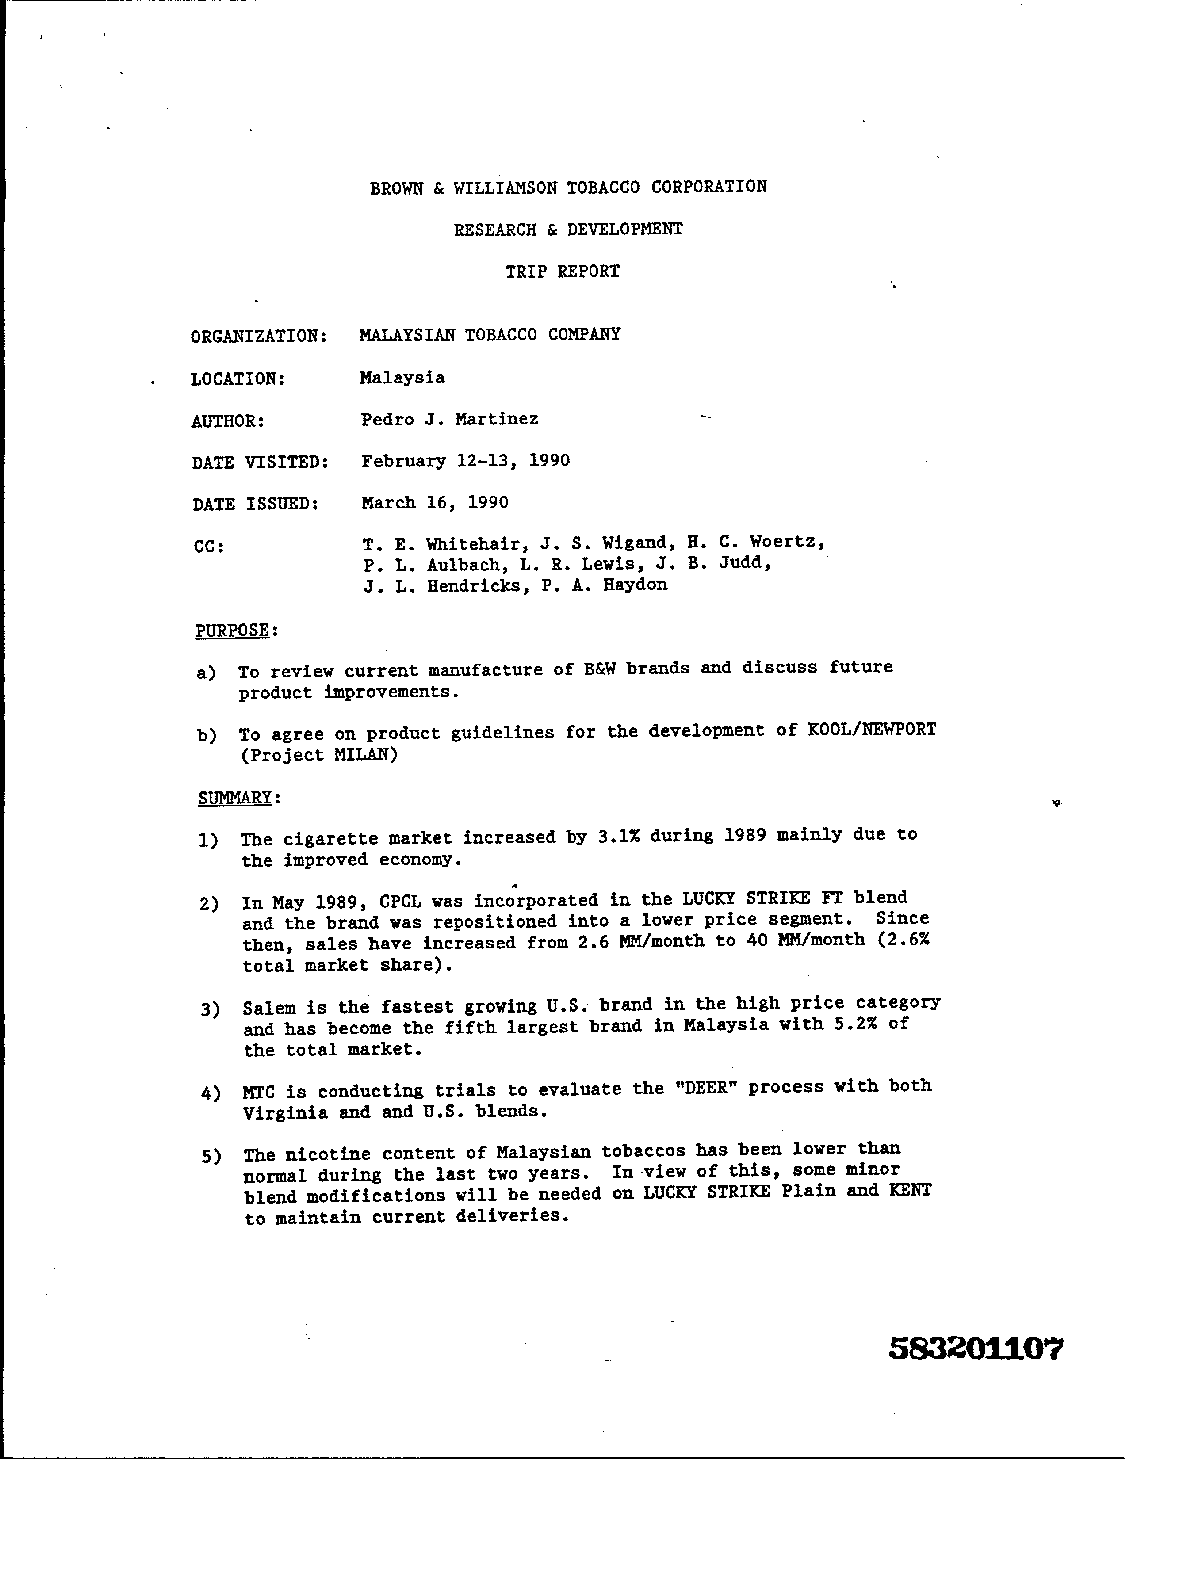 BROWN & WILLIAMSON TOBACCO CORPORATION
RESEARCH & DEVELOPMENT
TRIP REPORT
ORGANIZATION: MALAYSIAN TOBACCO COMPANY
LOCATION: Malaysia
AUTHOR: Pedro J. Martinez
DATE VISITED: February 12-13, 1990
DATE ISSUED: March 16, 1990
CC: T. E. Whitehair, J. S. Wigand, H. C. Woertz,
P. L. Aulbach, L. R. Lewis, J. B. Judd,
J. L. Hendricks, P. A. Haydon
PURPOSE:
a) To review current manufacture of B&W brands and discuss future
product improvements.
b) To agree on product guidelines for the development of KOOL/NEWPORT
(Project MILAN)
SUMMARY:
1) The cigarette market increased by 3.1% during 1989 mainly due to
the improved economy.
2) In May 1989, CPCL was incorporated in the LUCKY STRIKE FT blend
and the brand was repositioned into a lower price segment. Since
then, sales have increased from 2.6 MM/month to 40 MM/month (2.6%
total market share).
3) Salem is the fastest growing U.S. brand in the high price category
and has become the fifth largest brand in Malaysia with 5.2% of
the total market.
4) MTC is conducting trials to evaluate the "DEER" process with both
Virginia and and U.S. blends.
5) The nicotine content of Malaysian tobaccos has been lower than
normal during the last two years. In view of this, some minor
blend modifications will be needed on LUCKY STRIKE Plain and KENT
to maintain current deliveries.
583201107